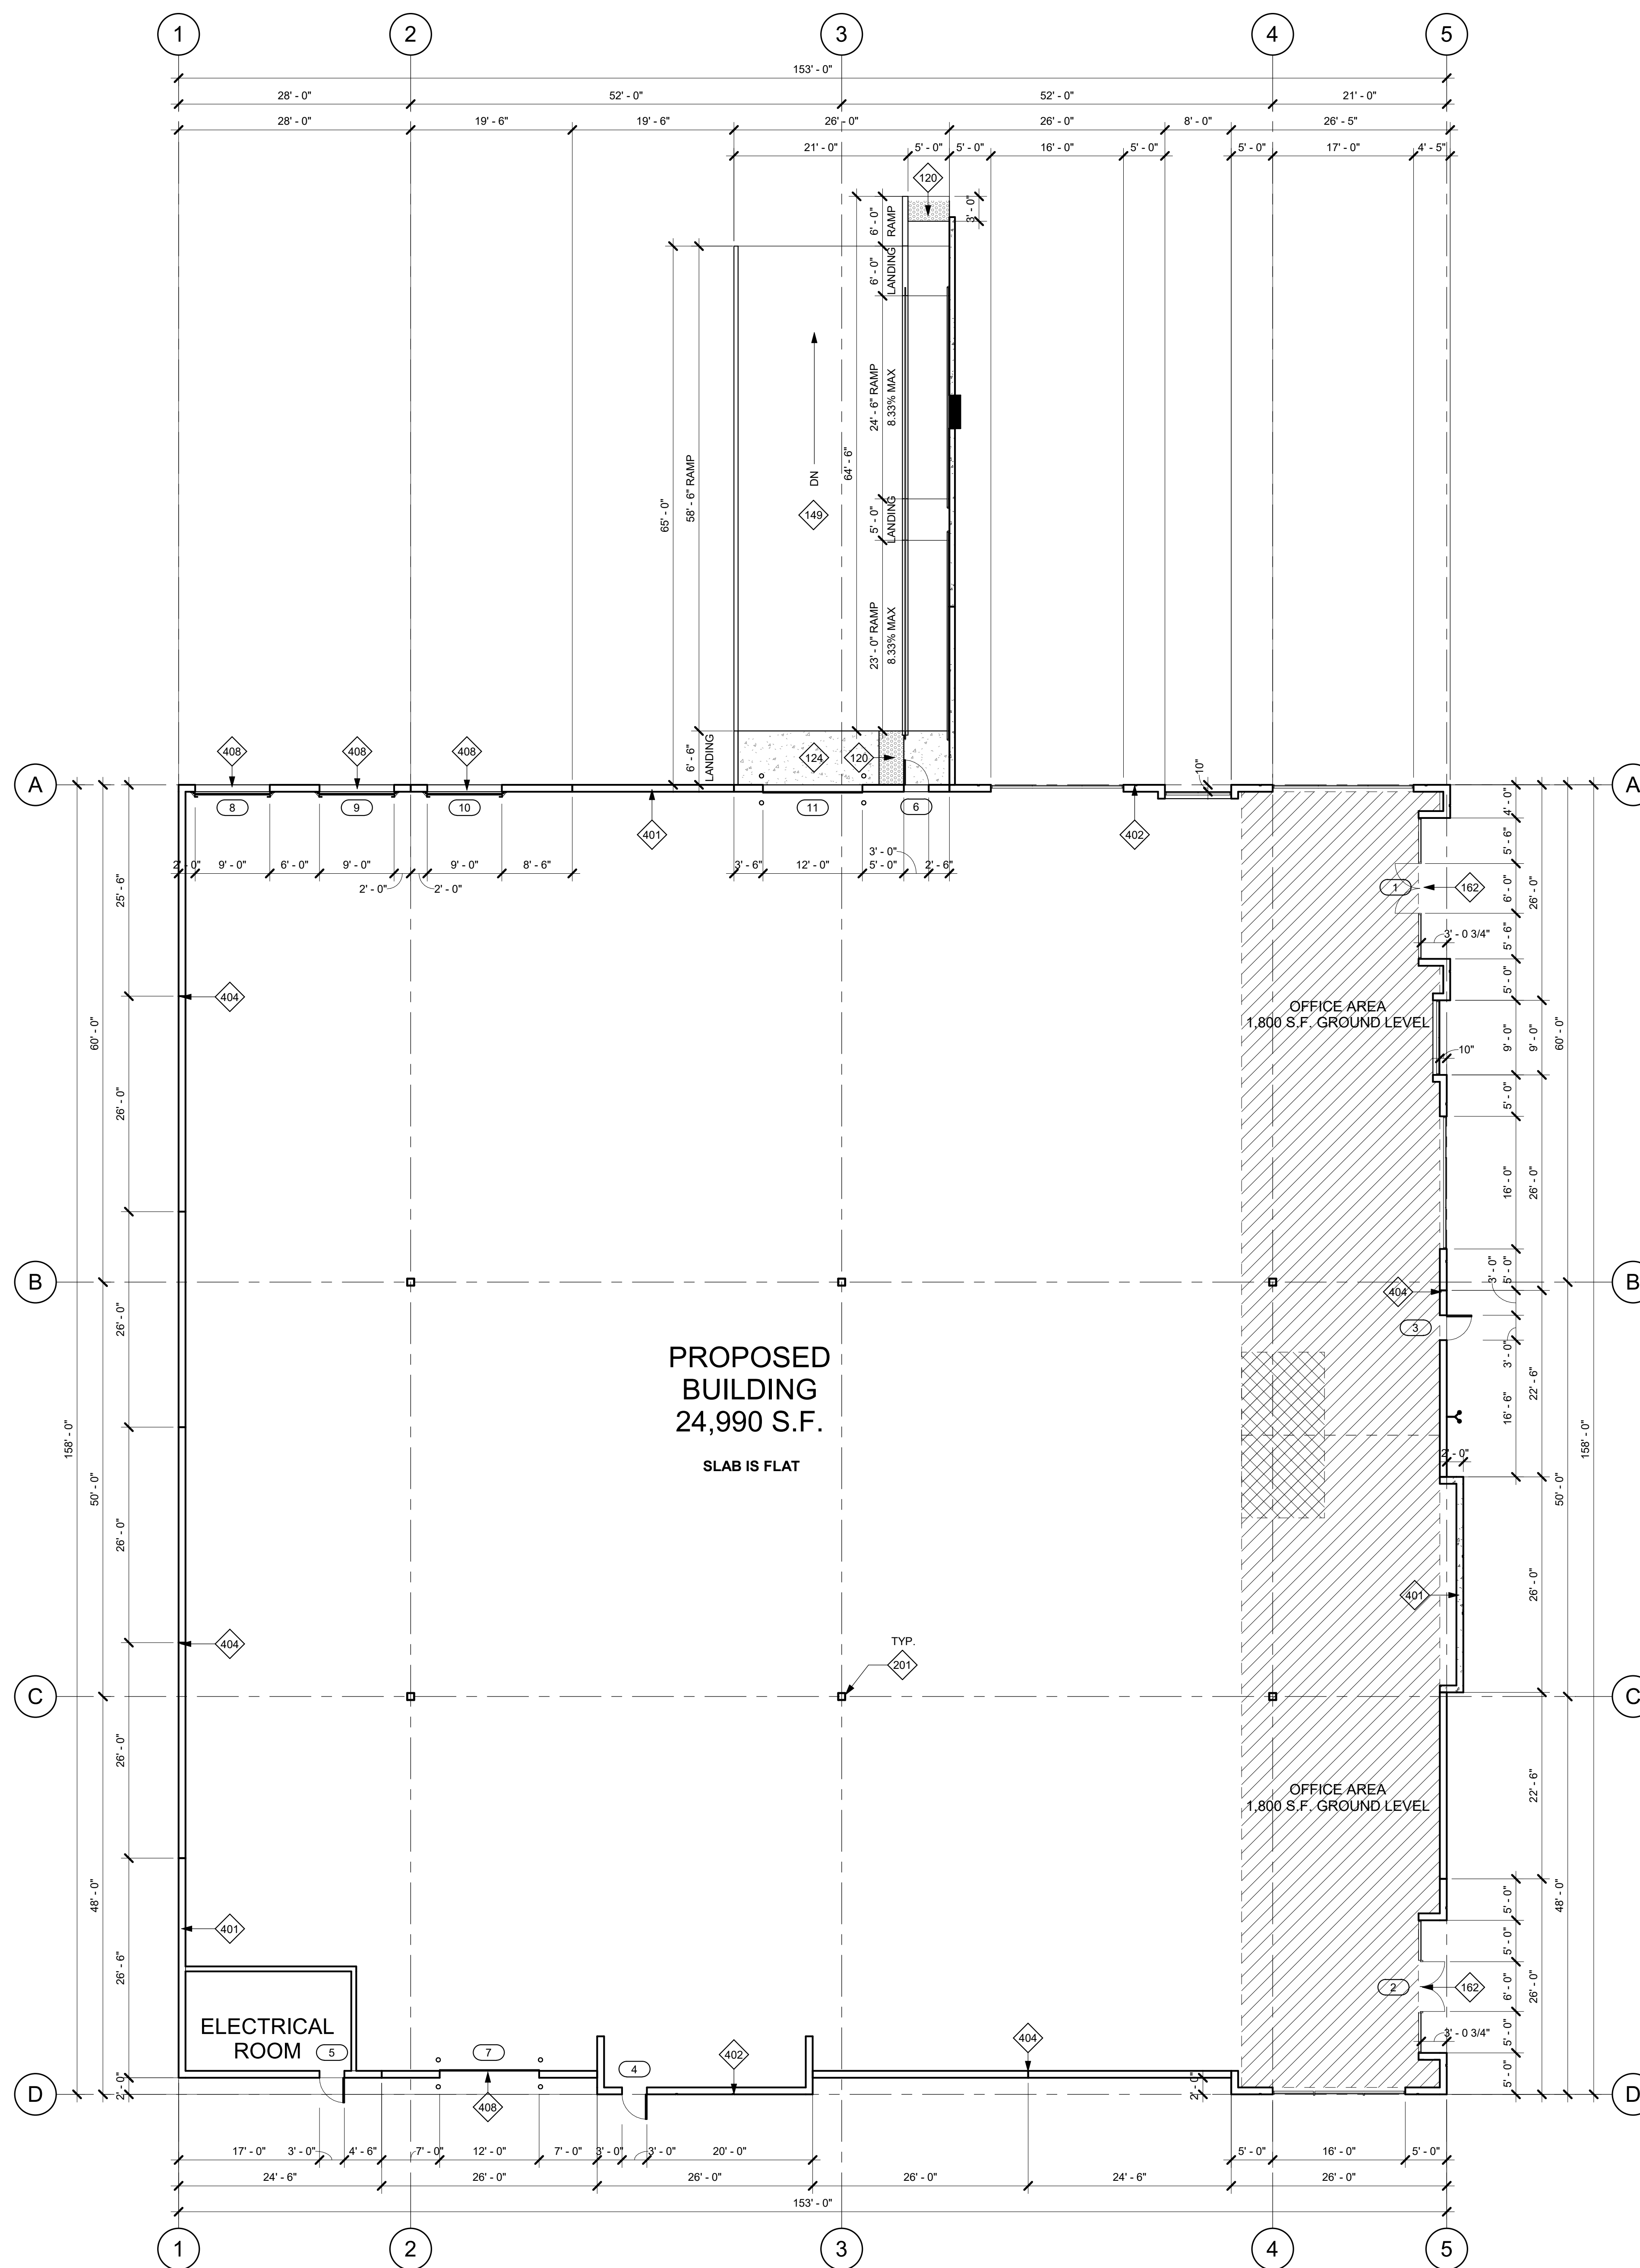 1
2
3
4
5
153' - 0"
28' - 0"
52' - 0"
52' - 0"
21' - 0"
28' - 0"
19' - 6"
19' - 6"
26' - 0"
26' - 0"
8' - 0"
26' - 5"
21' - 0"
5' - 0"
5' - 0"
16' - 0"
5' - 0"
5' - 0"
17' - 0"
4' - 5"
120
3' - 0"
6' - 0"
RAMP
6' - 0"
LANDING
24' - 6" RAMP
8.33% MAX
64' - 6"
65' - 0"
58' - 6" RAMP
DN
149
5' - 0"
LANDING
23' - 0" RAMP
8.33% MAX
6' - 6"
LANDING
408
408
408
124
120
10"
A
A
8
9
10
11
6
401
402
2' - 0"
9' - 0"
6' - 0"
9' - 0"
2' - 0"
2' - 0"
9' - 0"
8' - 6"
3' - 6"
12' - 0"
5' - 0"
3' - 0"
2' - 6"
4' - 0"
5' - 6"
1
162
6' - 0"
26' - 0"
3' - 0 3/4"
5' - 6"
5' - 0"
25' - 6"
404
60' - 0"
26' - 0"
OFFICE AREA
1,800 S.F. GROUND LEVEL
10"
9' - 0"
9' - 0"
60' - 0"
5' - 0"
16' - 0"
26' - 0"
3' - 0"
5' - 0"
B
B
404
3
26' - 0"
3' - 0"
16' - 6"
22' - 6"
PROPOSED
BUILDING
24,990 S.F.
SLAB IS FLAT
158' - 0"
158' - 0"
50' - 0"
50' - 0"
2' - 0"
26' - 0"
26' - 0"
401
404
TYP.
201
C
C
26' - 0"
22' - 6"
OFFICE AREA
1,800 S.F. GROUND LEVEL
48' - 0"
48' - 0"
401
26' - 6"
5' - 0"
5' - 0"
2
162
6' - 0"
26' - 0"
3' - 0 3/4"
5' - 0"
5' - 0"
ELECTRICAL
ROOM
5
7
4
404
402
408
2' - 0"
2' - 0"
D
D
17' - 0"
3' - 0"
4' - 6"
7' - 0"
12' - 0"
7' - 0"
3' - 0"
3' - 0"
20' - 0"
5' - 0"
16' - 0"
5' - 0"
24' - 6"
26' - 0"
26' - 0"
26' - 0"
24' - 6"
26' - 0"
153' - 0"
1
2
3
4
5